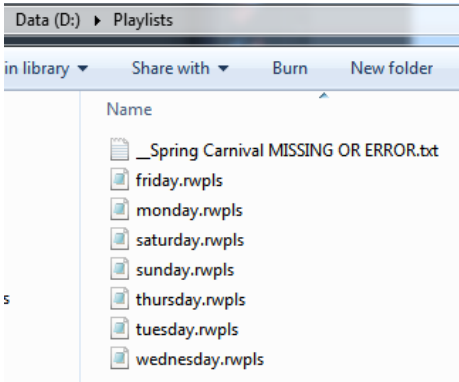 Data (D:) ▸ Playlists
in library ▾ Share with ▾ Burn New folder
Name
__Spring Carnival MISSING OR ERROR.txt
friday.rwpls
monday.rwpls
saturday.rwpls
sunday.rwpls
s thursday.rwpls
tuesday.rwpls
wednesday.rwpls